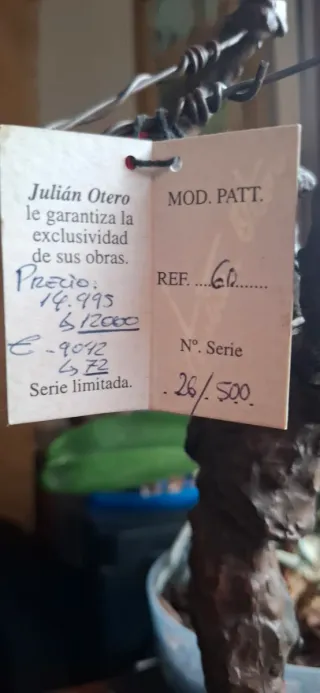 Julián Otero
le garantiza la
exclusividad
de sus obras.
PRECIO:
14.995
↳ 12000
€ - 9012
↳ 72
Serie limitada.
MOD. PATT.
REF. ....60.......
Nº. Serie
.26/.500.